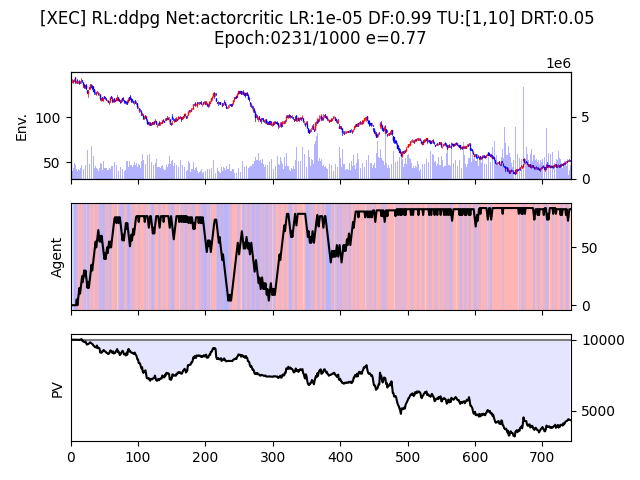 [XEC] RL:ddpg Net:actorcritic LR:1e-05 DF:0.99 TU:[1,10] DRT:0.05
Epoch:0231/1000 e=0.77
1e6
Env.
100
50
5
0
Agent
50
0
PV
10000
5000
0 100 200 300 400 500 600 700